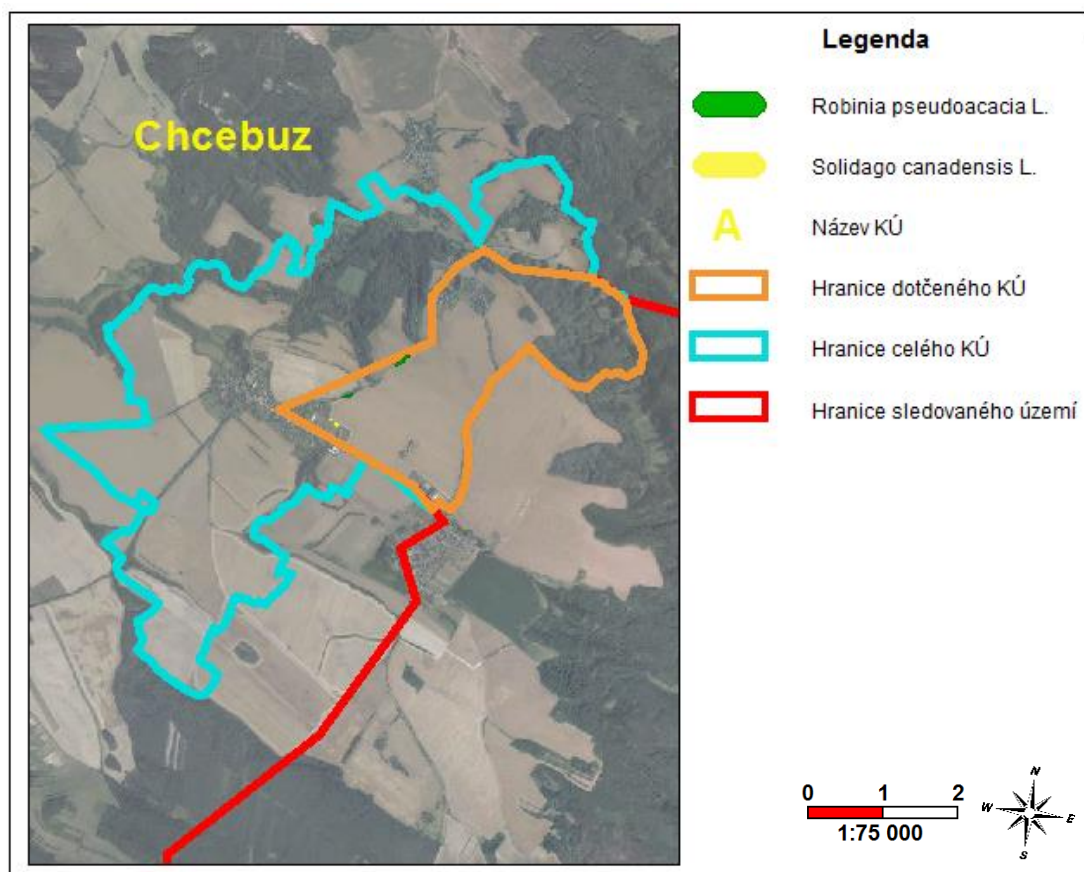 Chcebuz
Legenda
Robinia pseudoacacia L.
Solidago canadensis L.
A
Název KÚ
Hranice dotčeného KÚ
Hranice celého KÚ
Hranice sledovaného území
0 1 2
1:75 000
N
W
E
S